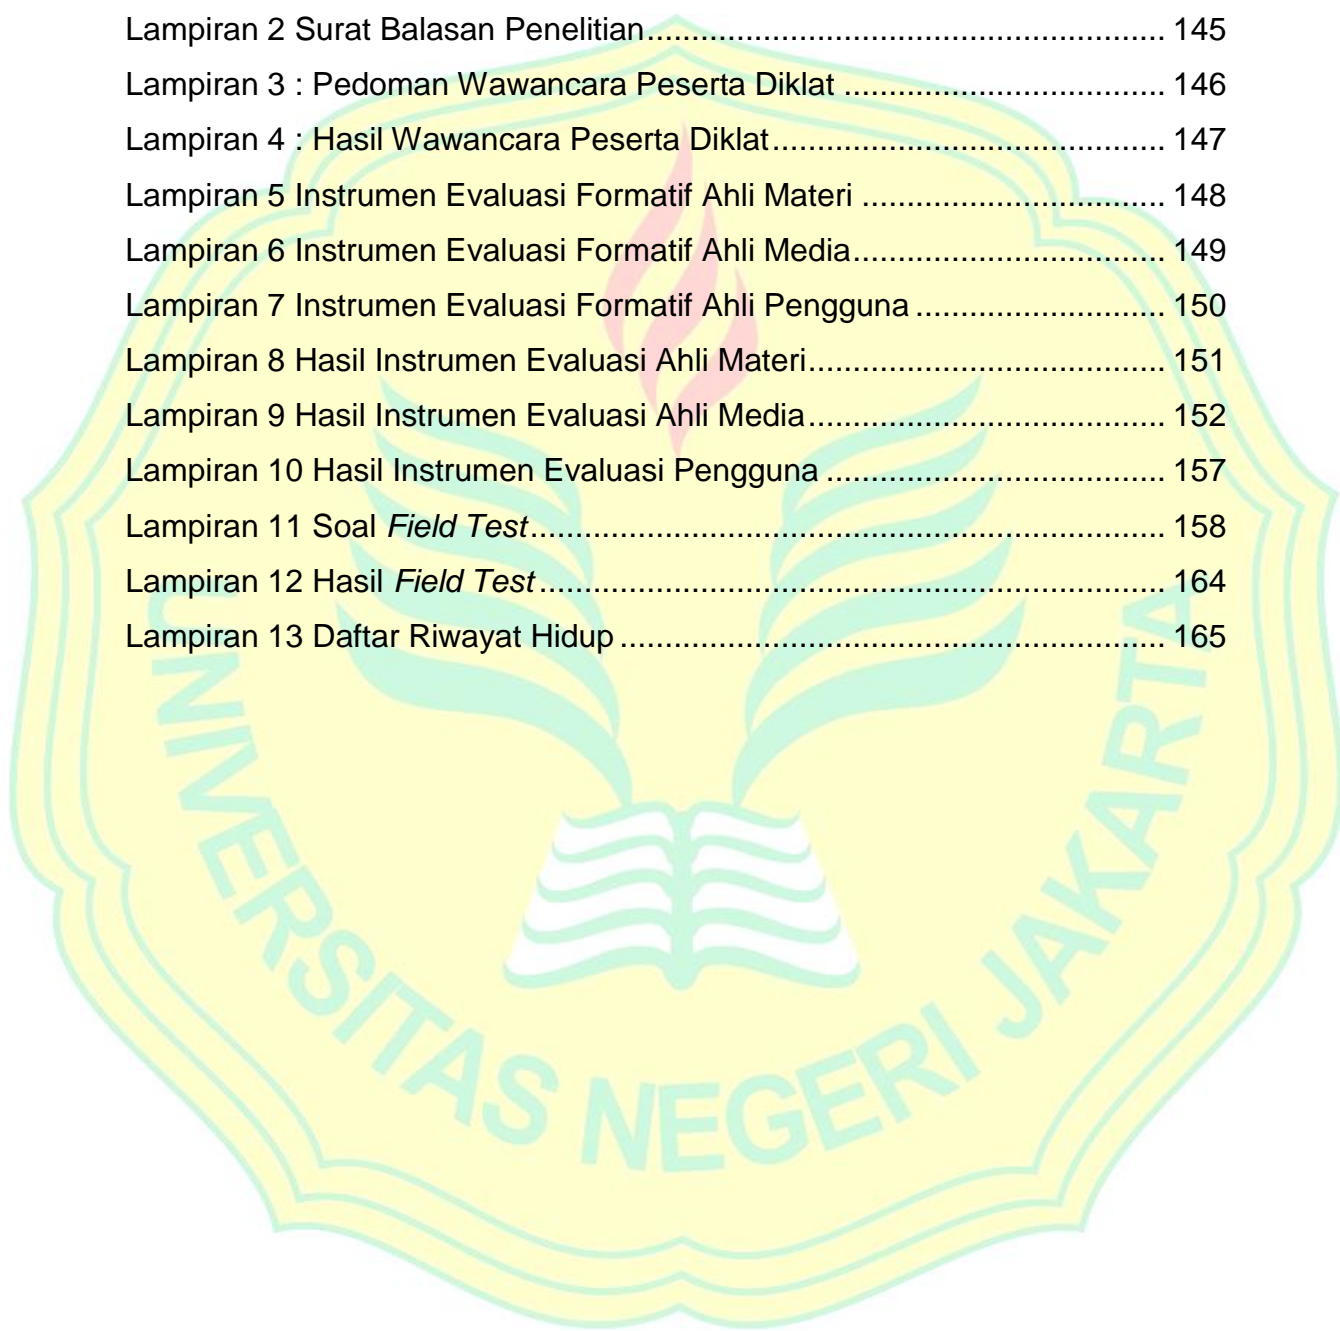 Lampiran 2 Surat Balasan Penelitian.......................................................... 145
Lampiran 3 : Pedoman Wawancara Peserta Diklat .................................... 146
Lampiran 4 : Hasil Wawancara Peserta Diklat............................................ 147
Lampiran 5 Instrumen Evaluasi Formatif Ahli Materi .................................. 148
Lampiran 6 Instrumen Evaluasi Formatif Ahli Media................................... 149
Lampiran 7 Instrumen Evaluasi Formatif Ahli Pengguna ............................ 150
Lampiran 8 Hasil Instrumen Evaluasi Ahli Materi........................................ 151
Lampiran 9 Hasil Instrumen Evaluasi Ahli Media........................................ 152
Lampiran 10 Hasil Instrumen Evaluasi Pengguna ...................................... 157
Lampiran 11 Soal Field Test....................................................................... 158
Lampiran 12 Hasil Field Test...................................................................... 164
Lampiran 13 Daftar Riwayat Hidup ............................................................. 165
UNIVERSITAS NEGERI JAKARTA